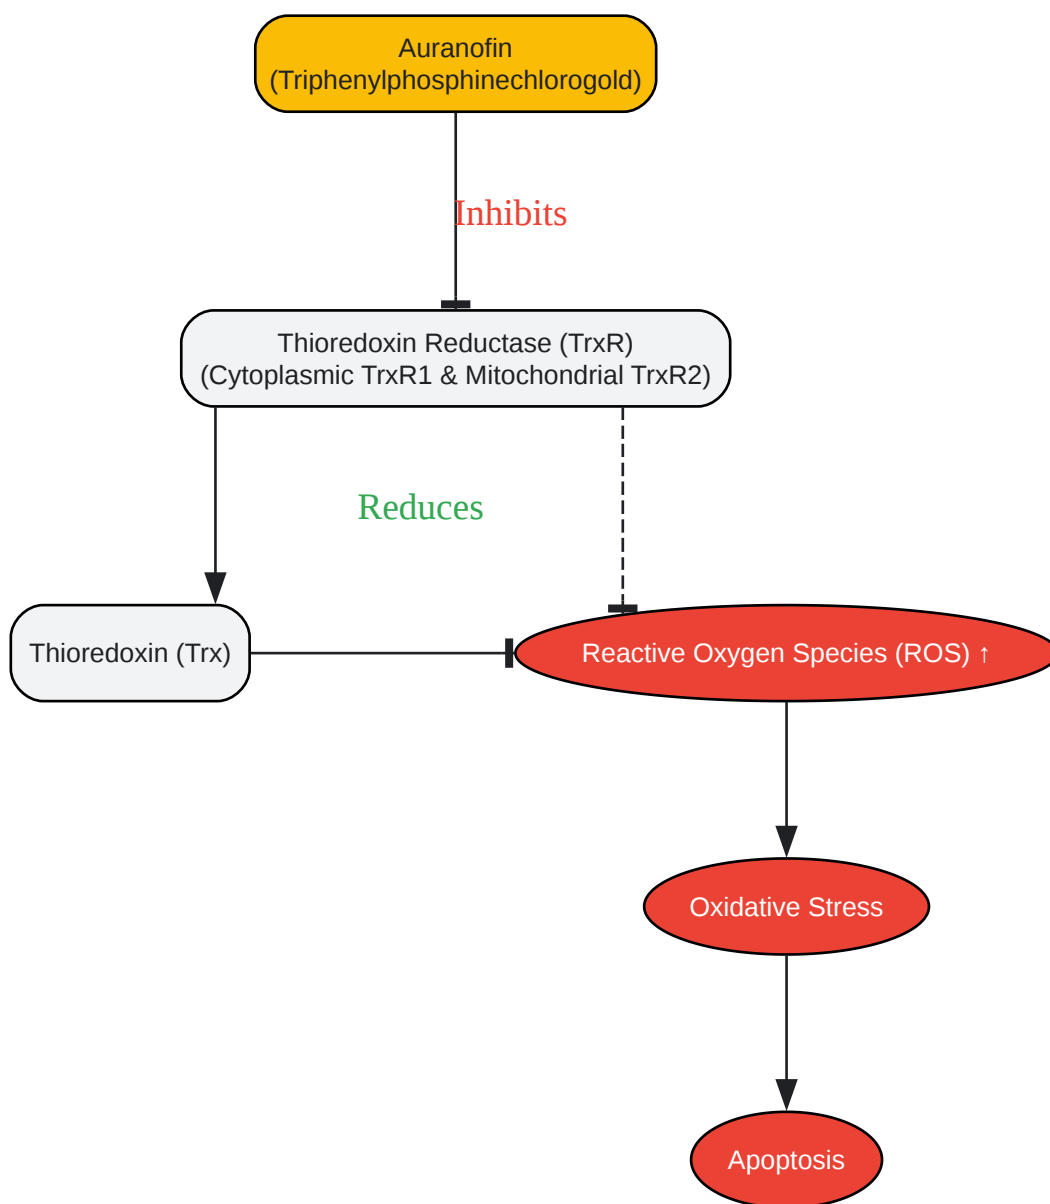 Auranofin
(Triphenylphosphinechlorogold)
Inhibits
Thioredoxin Reductase (TrxR)
(Cytoplasmic TrxR1 & Mitochondrial TrxR2)
Reduces
Thioredoxin (Trx)
Reactive Oxygen Species (ROS) ↑
Oxidative Stress
Apoptosis